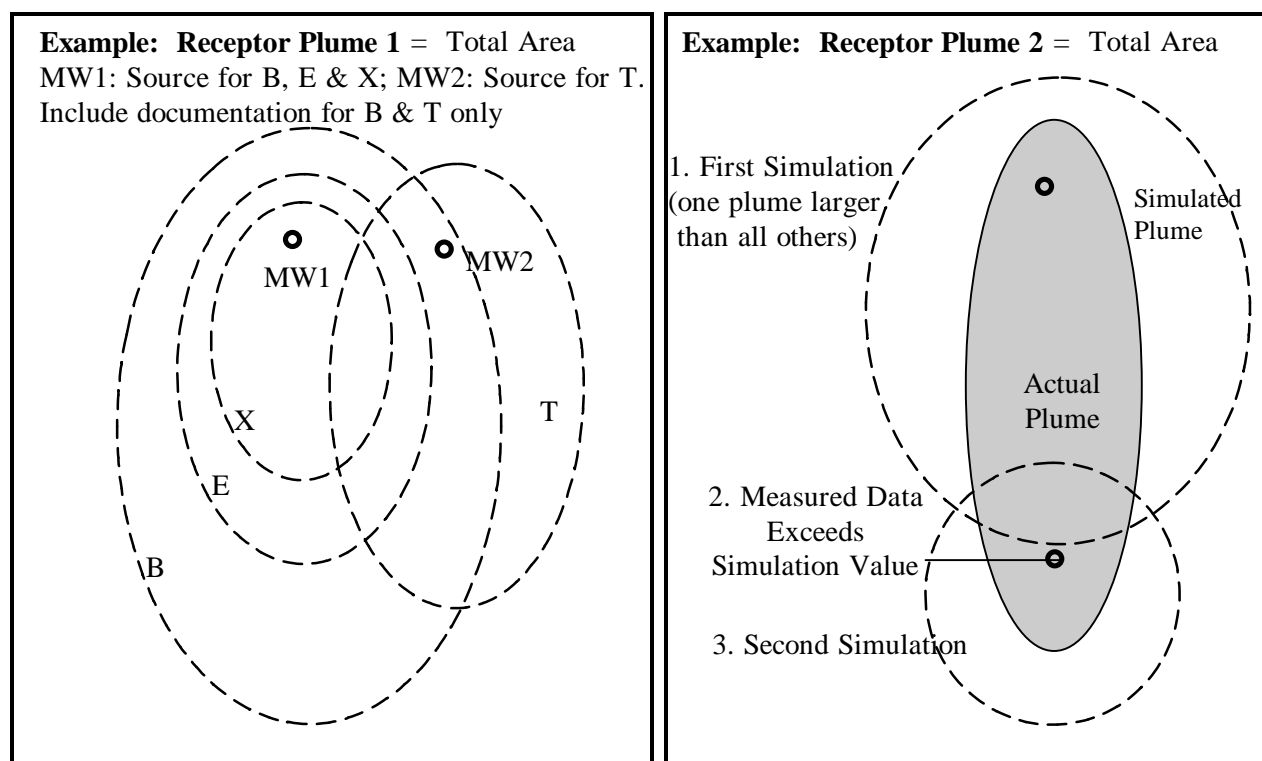 Example: Receptor Plume 1 = Total Area
MW1: Source for B, E & X; MW2: Source for T.
Include documentation for B & T only
MW1
MW2
X
T
E
B
Example: Receptor Plume 2 = Total Area
1. First Simulation
(one plume larger
than all others)
Simulated
Plume
Actual
Plume
2. Measured Data
Exceeds
Simulation Value
3. Second Simulation